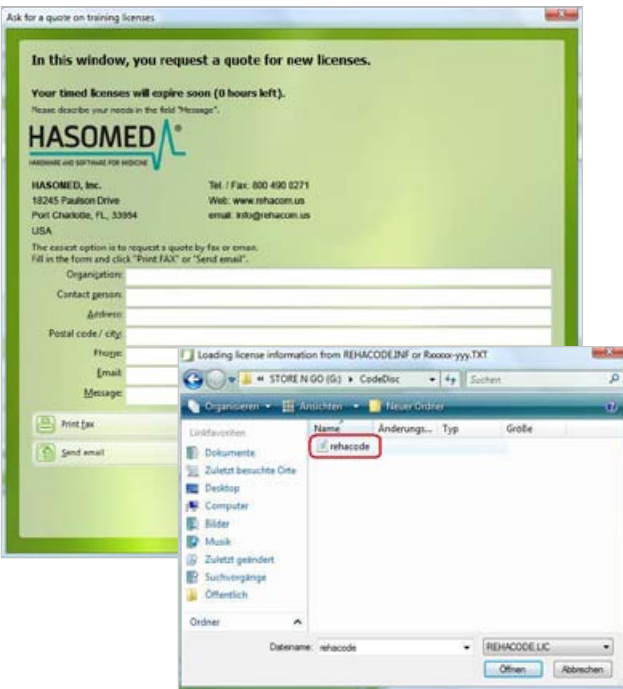 Ask for a quote on training licenses
In this window, you request a quote for new licenses.
Your timed licenses will expire soon (0 hours left).
Please describe your needs in the field "Message".
HASOMED®
HARDWARE AND SOFTWARE FOR MEDICINE
HASOMED, Inc. Tel. / Fax: 800 490 0271
18245 Paulson Drive Web: www.rehacom.us
Port Charlotte, FL, 33954 email: info@rehacom.us
USA
The easiest option is to request a quote by fax or email.
Fill in the form and click "Print FAX" or "Send email".
Organization:
Contact person:
Address:
Postal code / city:
Phone:
Email:
Message:
Print fax
Send email
Loading license information from REHACODE.INF or Rxxxxx-yyy.TXT
« STORE N GO (G:) CodeDisc Suchen
Organisieren Ansichten Neuer Ordner
Linkfavoriten
Dokumente
Zuletzt besuchte Orte
Desktop
Computer
Bilder
Musik
Zuletzt geändert
Suchvorgänge
Öffentlich
Ordner
Name Änderungs... Typ Größe
rehacode
Dateiname: rehacode REHACODE.LIC
Öffnen Abbrechen